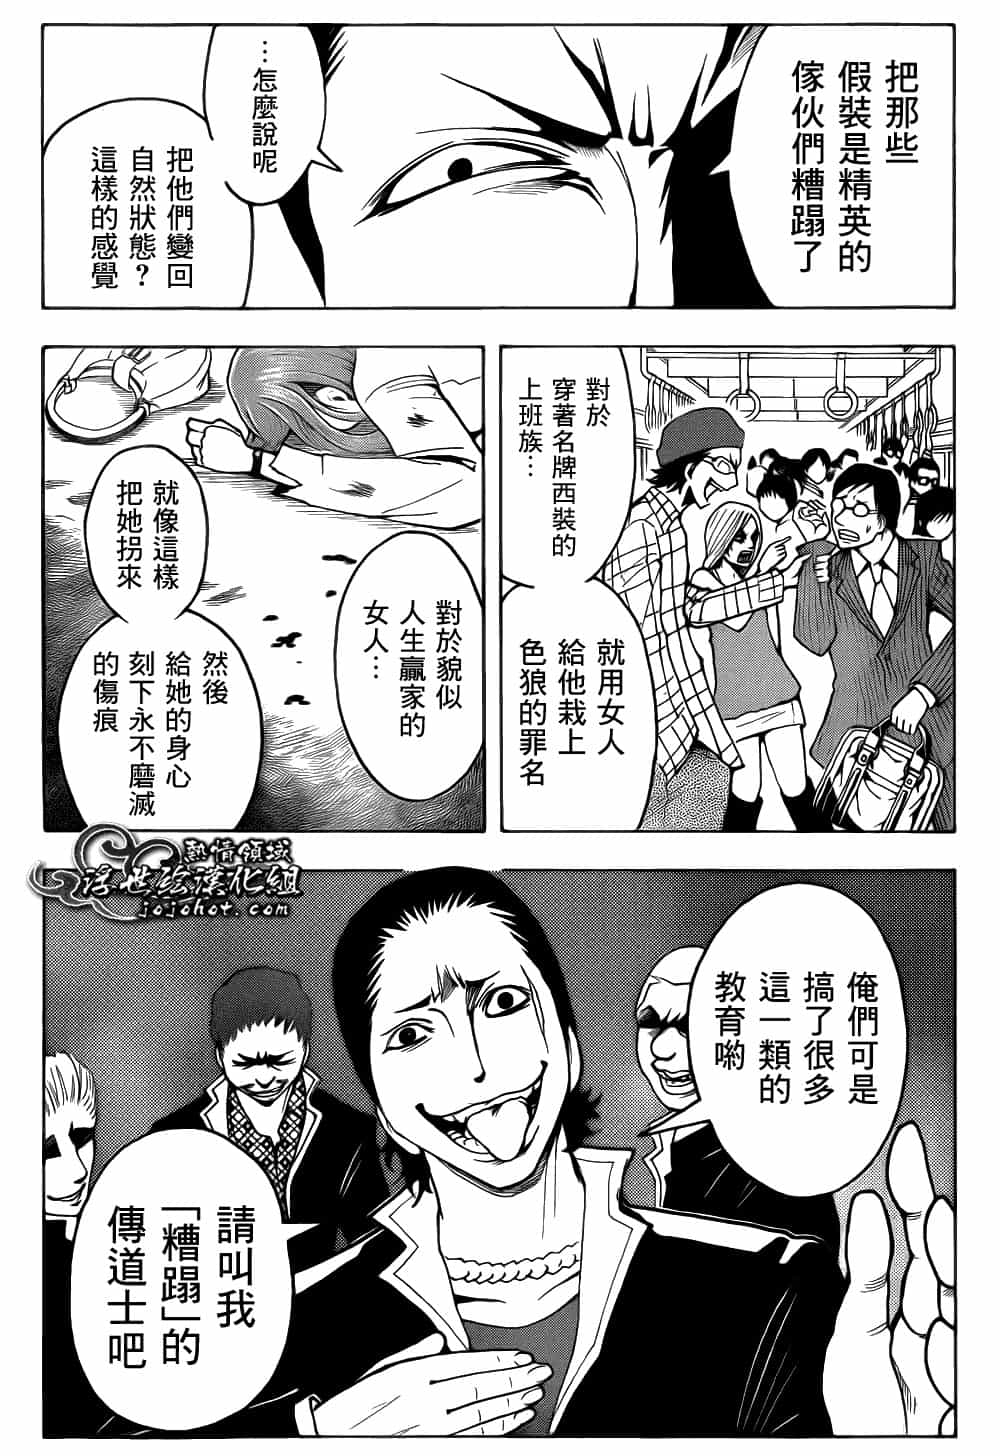 把那些
假裝是精英的
傢伙們糟蹋了
…怎麼說呢
把他們變回
自然狀態？
這樣的感覺
對於
穿著名牌西裝的
上班族…
就用女人
給他栽上
色狼的罪名
對於貌似
人生贏家的
女人…
就像這樣
把她拐來
然後
給她的身心
刻下永不磨滅
的傷痕
熱情領域
浮世绘漢化組
jojohot.com
俺們可是
搞了很多
這一類的
教育喲
請叫我
「糟蹋」的
傳道士吧